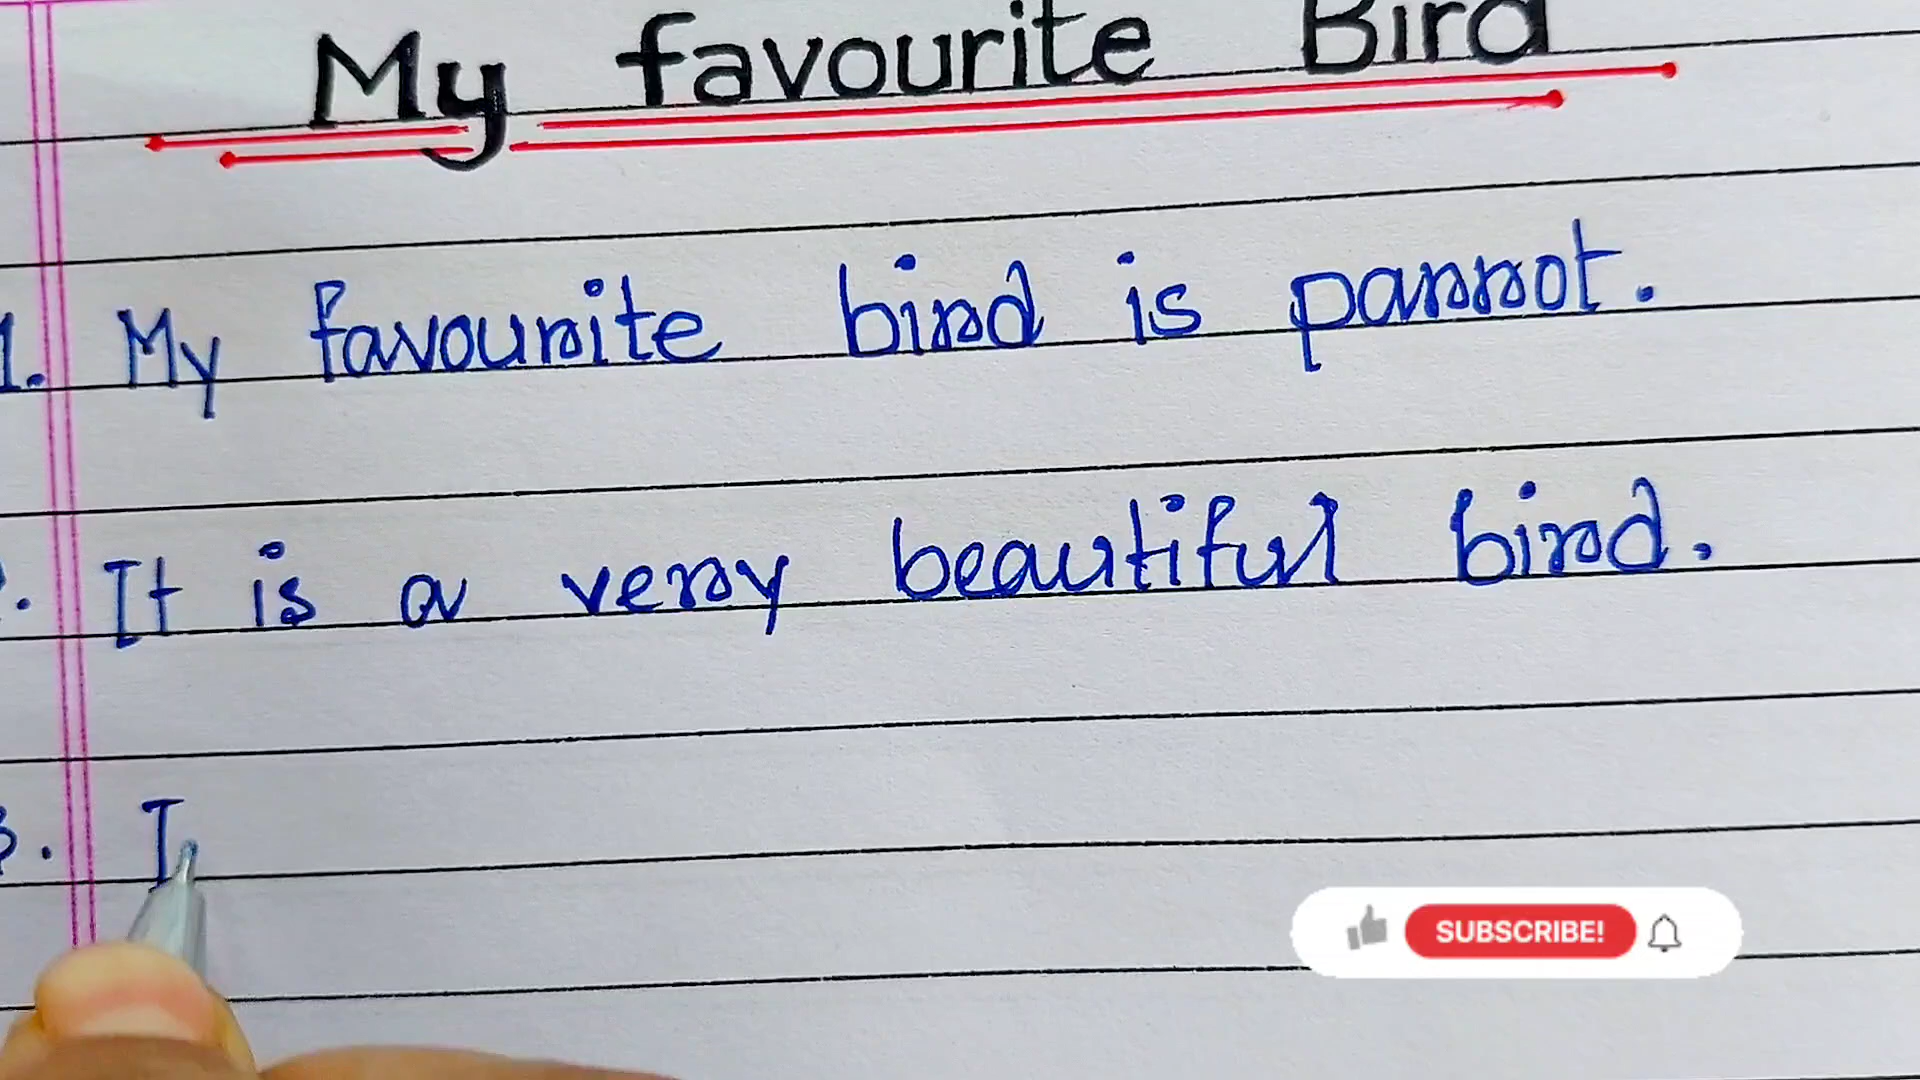 My favourite Bird
1. My favourite bird is parrot.
2. It is a very beautiful bird.
3. I
SUBSCRIBE!